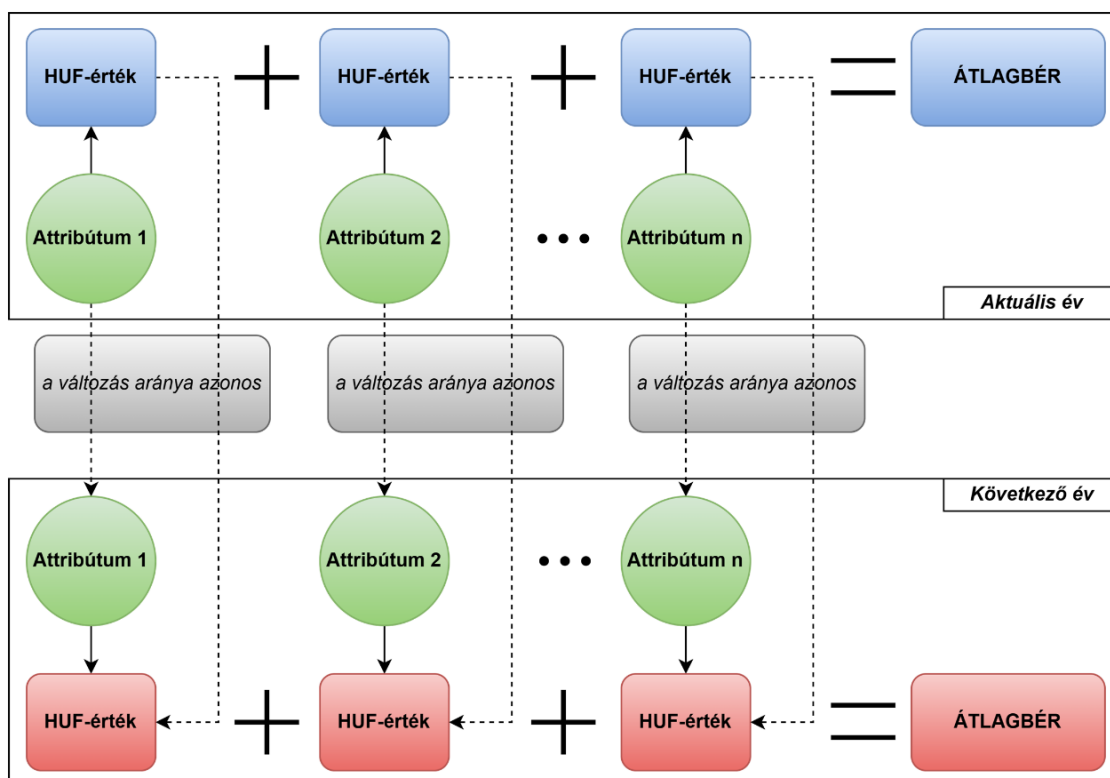 HUF-érték
+
HUF-érték
+
HUF-érték
=
ÁTLAGBÉR
Attribútum 1
Attribútum 2
...
Attribútum n
Aktuális év
a változás aránya azonos
a változás aránya azonos
a változás aránya azonos
Következő év
Attribútum 1
Attribútum 2
...
Attribútum n
HUF-érték
+
HUF-érték
+
HUF-érték
=
ÁTLAGBÉR